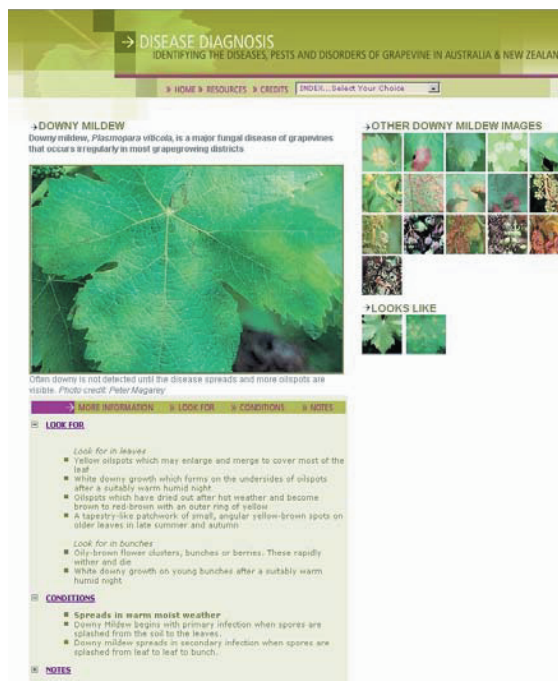 DISEASE DIAGNOSIS
IDENTIFYING THE DISEASES, PESTS AND DISORDERS OF GRAPEVINE IN AUSTRALIA & NEW ZEALAN
HOME RESOURCES CREDITS INDEX...Select Your Choice
DOWNY MILDEW
Downy mildew, Plasmopara viticola, is a major fungal disease of grapevines
that occurs irregularly in most grapegrowing districts
Often downy is not detected until the disease spreads and more oilspots are
visible. Photo credit: Peter Magarey
MORE INFORMATION LOOK FOR CONDITIONS NOTES
LOOK FOR
Look for in leaves
Yellow oilspots which may enlarge and merge to cover most of the
leaf
White downy growth which forms on the undersides of oilspots
after a suitably warm humid night
Oilspots which have dried out after hot weather and become
brown to red-brown with an outer ring of yellow
A tapestry-like patchwork of small, angular yellow-brown spots on
older leaves in late summer and autumn
Look for in bunches
Oily-brown flower clusters, bunches or berries. These rapidly
wither and die
White downy growth on young bunches after a suitably warm
humid night
CONDITIONS
Spreads in warm moist weather
Downy Mildew begins with primary infection when spores are
splashed from the soil to the leaves.
Downy mildew spreads in secondary infection when spores are
splashed from leaf to leaf to bunch.
NOTES
OTHER DOWNY MILDEW IMAGES
LOOKS LIKE